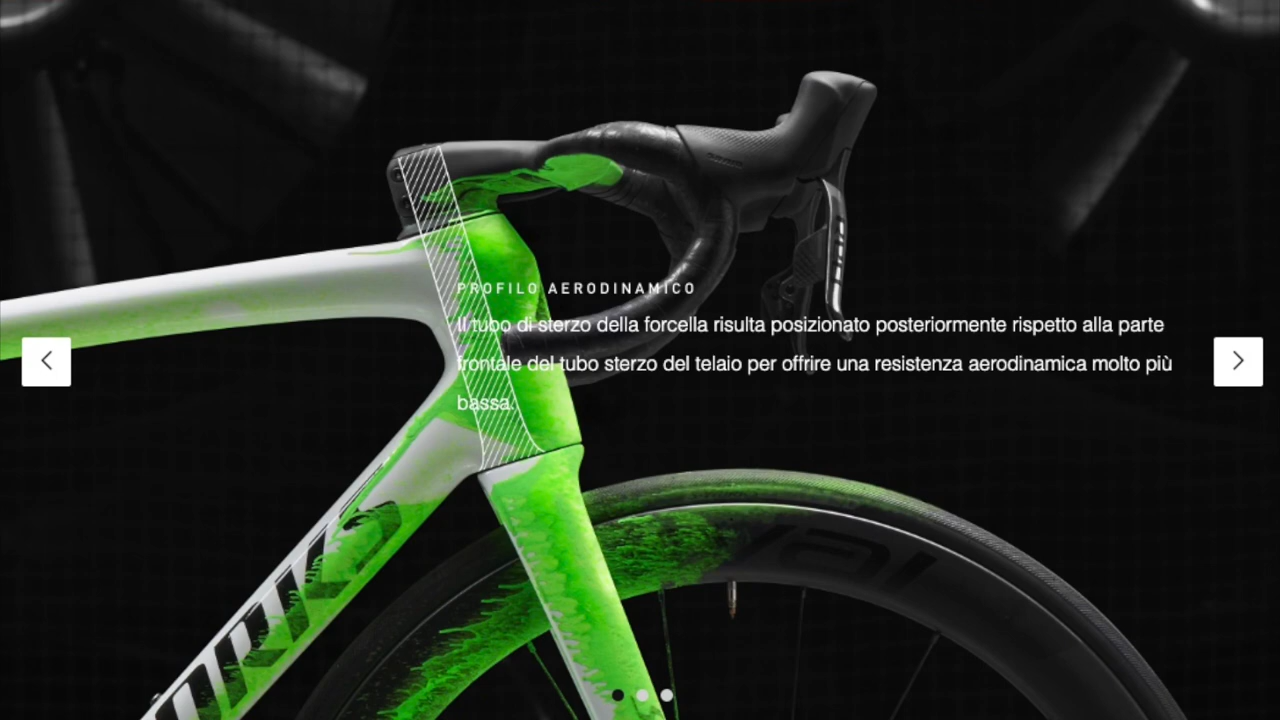 PROFILO AERODINAMICO
Il tubo di sterzo della forcella risulta posizionato posteriormente rispetto alla parte
frontale del tubo sterzo del telaio per offrire una resistenza aerodinamica molto più
bassa.